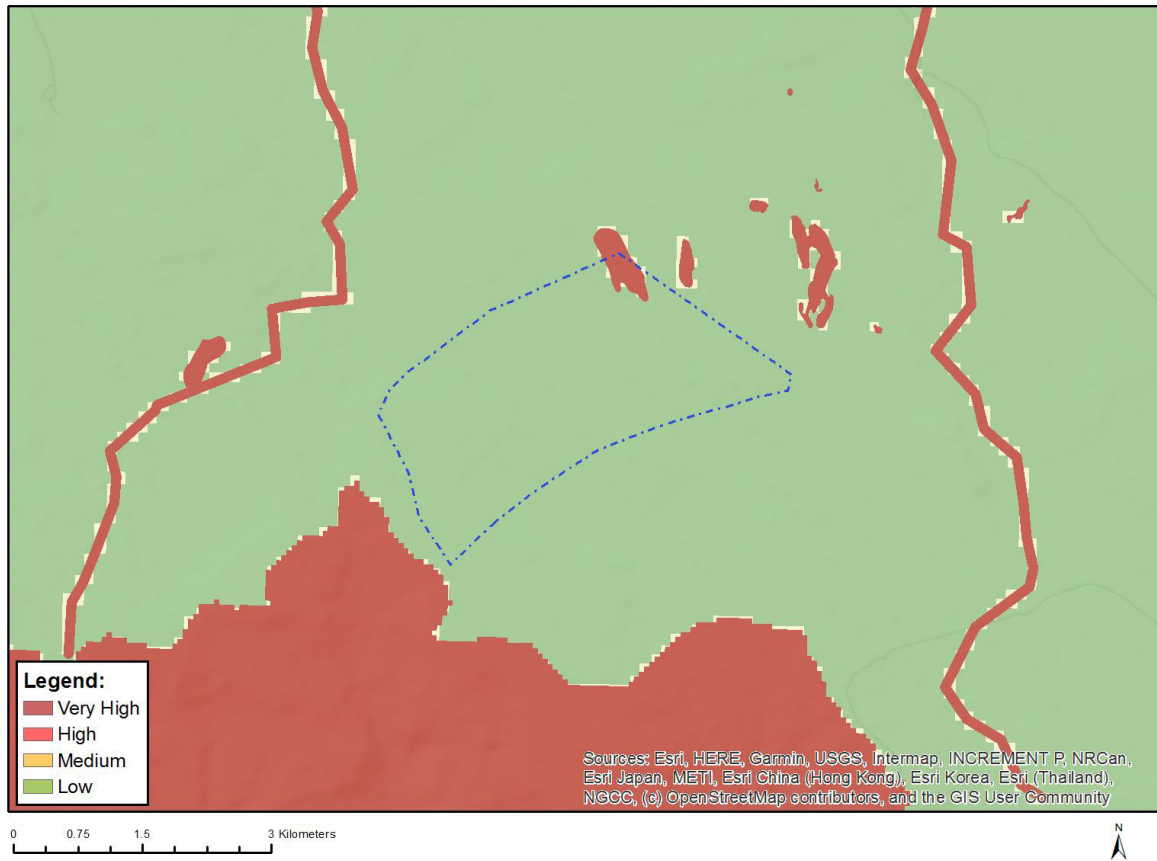 Legend:
Very High
High
Medium
Low
Sources: Esri, HERE, Garmin, USGS, Intermap, INCREMENT P, NRCan,
Esri Japan, METI, Esri China (Hong Kong), Esri Korea, Esri (Thailand),
NGCC, (c) OpenStreetMap contributors, and the GIS User Community
0 0.75 1.5 3 Kilometers
N